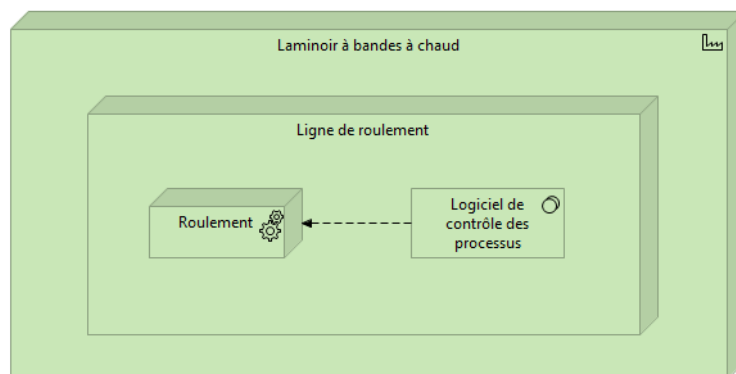 Laminoir à bandes à chaud
Ligne de roulement
Roulement
Logiciel de
contrôle des
processus